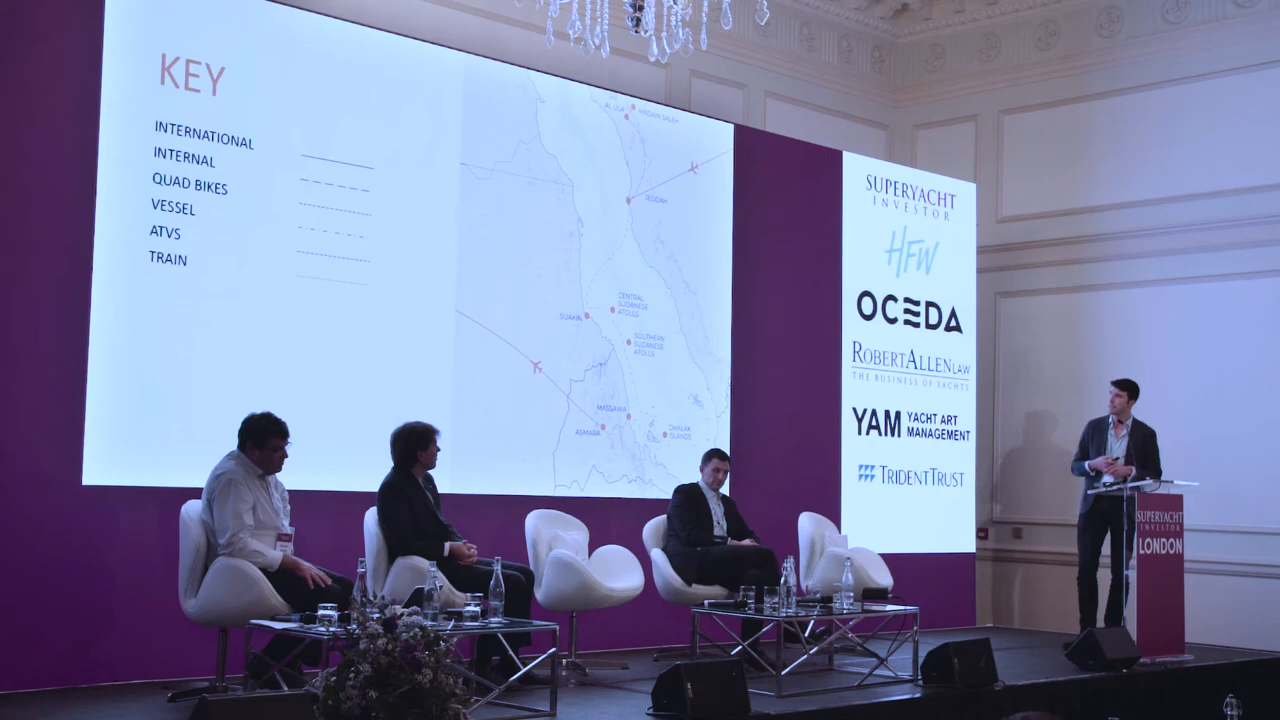 KEY
INTERNATIONAL
INTERNAL
QUAD BIKES
VESSEL
ATVS
TRAIN
AL ULA
MADAIN SALEH
JEDDAH
CENTRAL
SUDANESE
ATOLLS
SUAKIN
SOUTHERN
SUDANESE
ATOLLS
MASSAWA
ASMARA
DHALAK
ISLANDS
SUPERYACHT
INVESTOR
HFW
OCEDA
ROBERTALLENLAW
THE BUSINESS OF YACHTS
YAM YACHT ART
MANAGEMENT
TRIDENTTRUST
SUPERYACHT
INVESTOR
LONDON